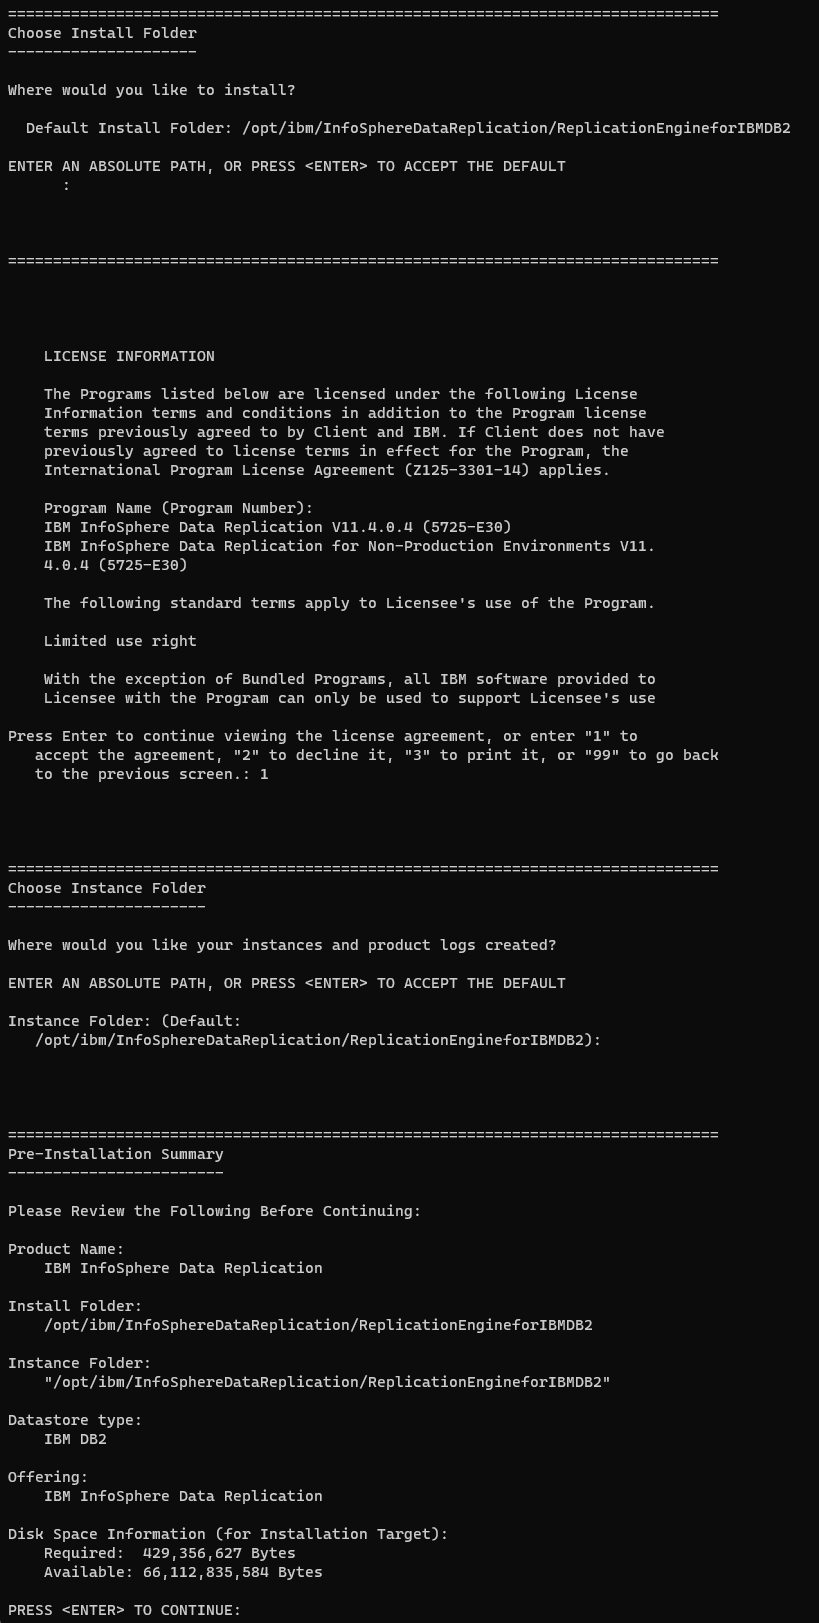 ===============================================================================
Choose Install Folder
---------------------
Where would you like to install?
  Default Install Folder: /opt/ibm/InfoSphereDataReplication/ReplicationEngineforIBMDB2
ENTER AN ABSOLUTE PATH, OR PRESS <ENTER> TO ACCEPT THE DEFAULT
      :
===============================================================================
    LICENSE INFORMATION
    The Programs listed below are licensed under the following License
    Information terms and conditions in addition to the Program license
    terms previously agreed to by Client and IBM. If Client does not have
    previously agreed to license terms in effect for the Program, the
    International Program License Agreement (Z125-3301-14) applies.
    Program Name (Program Number):
    IBM InfoSphere Data Replication V11.4.0.4 (5725-E30)
    IBM InfoSphere Data Replication for Non-Production Environments V11.
    4.0.4 (5725-E30)
    The following standard terms apply to Licensee's use of the Program.
    Limited use right
    With the exception of Bundled Programs, all IBM software provided to
    Licensee with the Program can only be used to support Licensee's use
Press Enter to continue viewing the license agreement, or enter "1" to
   accept the agreement, "2" to decline it, "3" to print it, or "99" to go back
   to the previous screen.: 1
===============================================================================
Choose Instance Folder
----------------------
Where would you like your instances and product logs created?
ENTER AN ABSOLUTE PATH, OR PRESS <ENTER> TO ACCEPT THE DEFAULT
Instance Folder: (Default:
   /opt/ibm/InfoSphereDataReplication/ReplicationEngineforIBMDB2):
===============================================================================
Pre-Installation Summary
------------------------
Please Review the Following Before Continuing:
Product Name:
    IBM InfoSphere Data Replication
Install Folder:
    /opt/ibm/InfoSphereDataReplication/ReplicationEngineforIBMDB2
Instance Folder:
    "/opt/ibm/InfoSphereDataReplication/ReplicationEngineforIBMDB2"
Datastore type:
    IBM DB2
Offering:
    IBM InfoSphere Data Replication
Disk Space Information (for Installation Target):
    Required:  429,356,627 Bytes
    Available: 66,112,835,584 Bytes
PRESS <ENTER> TO CONTINUE: